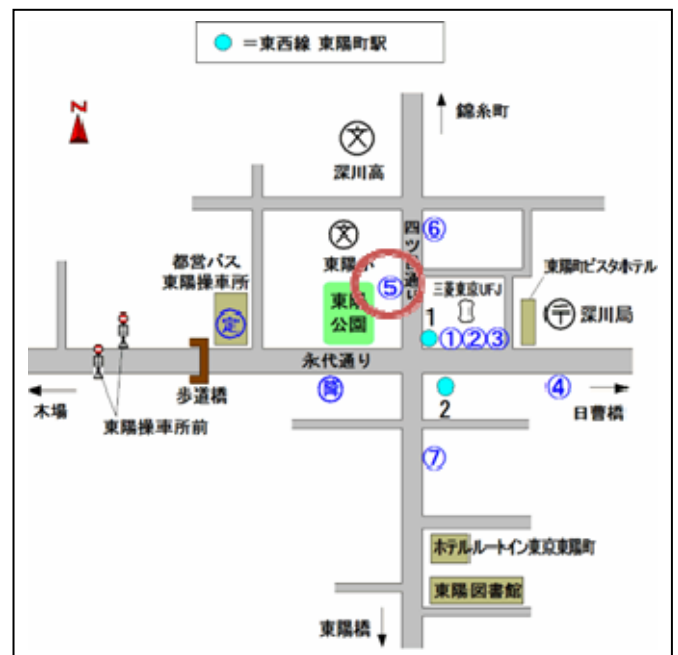 =東西線 東陽町駅
N
錦糸町
文
深川高
四ツ目通り
⑥
文
東陽小
都営バス
東陽操車所
定
⑤
東陽
公園
三菱東京UFJ
東陽町ビスタホテル
〒 深川局
1
①②③
永代通り
木場
歩道橋
降
④
日曹橋
2
東陽操車所前
⑦
ホテルルートイン東京東陽町
東陽図書館
東陽橋